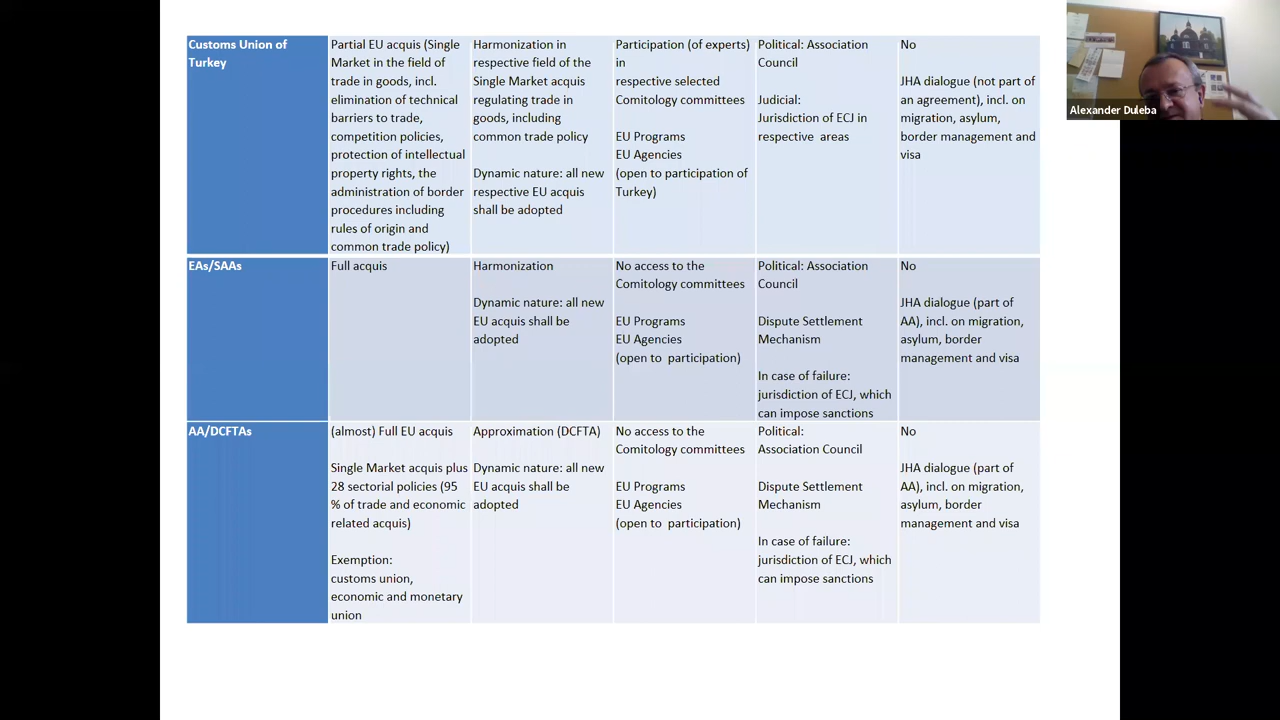 Customs Union of
Turkey
Partial EU acquis (Single
Market in the field of
trade in goods, incl.
elimination of technical
barriers to trade,
competition policies,
protection of intellectual
property rights, the
administration of border
procedures including
rules of origin and
common trade policy)
Harmonization in
respective field of the
Single Market acquis
regulating trade in
goods, including
common trade policy
Dynamic nature: all new
respective EU acquis
shall be adopted
Participation (of experts)
in
respective selected
Comitology committees
EU Programs
EU Agencies
(open to participation of
Turkey)
Political: Association
Council
Judicial:
Jurisdiction of ECJ in
respective areas
No
JHA dialogue (not part of
an agreement), incl. on
migration, asylum,
border management and
visa
EAs/SAAs
Full acquis
Harmonization
Dynamic nature: all new
EU acquis shall be
adopted
No access to the
Comitology committees
EU Programs
EU Agencies
(open to participation)
Political: Association
Council
Dispute Settlement
Mechanism
In case of failure:
jurisdiction of ECJ, which
can impose sanctions
No
JHA dialogue (part of
AA), incl. on migration,
asylum, border
management and visa
AA/DCFTAs
(almost) Full EU acquis
Single Market acquis plus
28 sectorial policies (95
% of trade and economic
related acquis)
Exemption:
customs union,
economic and monetary
union
Approximation (DCFTA)
Dynamic nature: all new
EU acquis shall be
adopted
No access to the
Comitology committees
EU Programs
EU Agencies
(open to participation)
Political:
Association Council
Dispute Settlement
Mechanism
In case of failure:
jurisdiction of ECJ, which
can impose sanctions
No
JHA dialogue (part of
AA), incl. on migration,
asylum, border
management and visa
Alexander Duleba